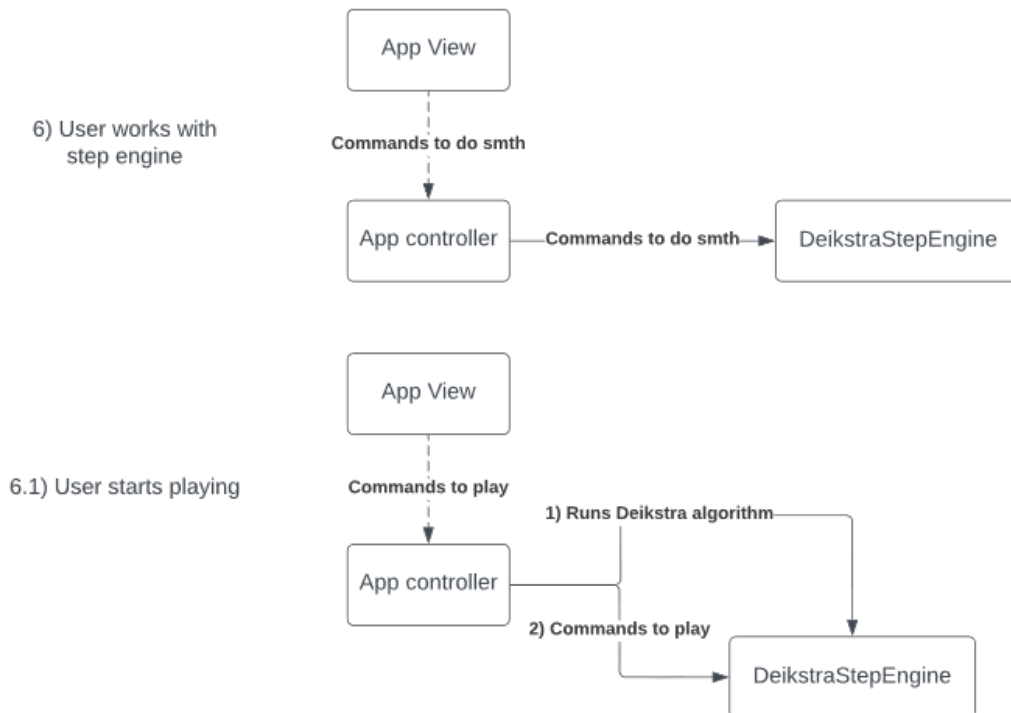 App View
6) User works with
step engine
Commands to do smth
App controller
Commands to do smth
DeikstraStepEngine
App View
6.1) User starts playing
Commands to play
1) Runs Deikstra algorithm
App controller
2) Commands to play
DeikstraStepEngine